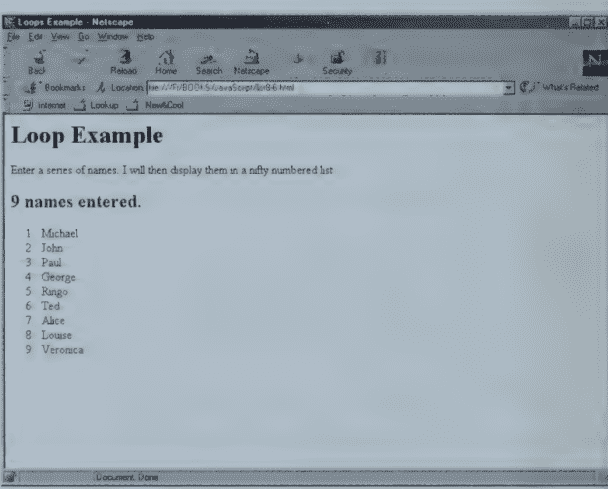 Loops Example - Netscape
File Edit View Go Window Help
Back Reload Home Search Netscape Security
Bookmarks Location: What's Related
Internet Lookup New&Cool
Loop Example
Enter a series of names. I will then display them in a nifty numbered list
9 names entered.
1 Michael
2 John
3 Paul
4 George
5 Ringo
6 Ted
7 Alice
8 Louise
9 Veronica
Document: Done